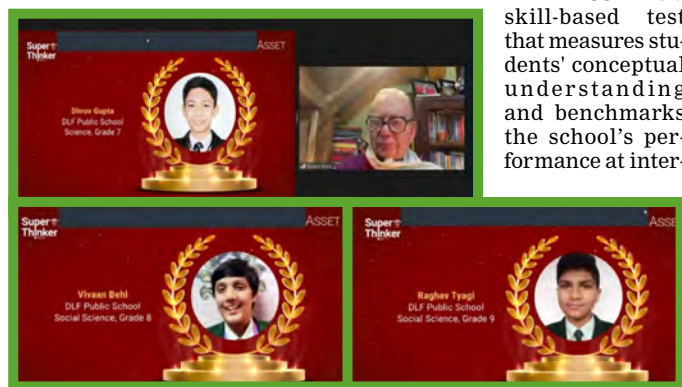 Super
Thinker
ASSET
Dhruv Gupta
DLF Public School
Science, Grade 7
Super
Thinker
ASSET
Vivaan Behl
DLF Public School
Social Science, Grade 8
Super
Thinker
ASSE
Raghav Tyagi
DLF Public School
Social Science, Grade 9
skill-based test
that measures stu-
dents' conceptual
understanding
and benchmarks
the school's per-
formance at inter-